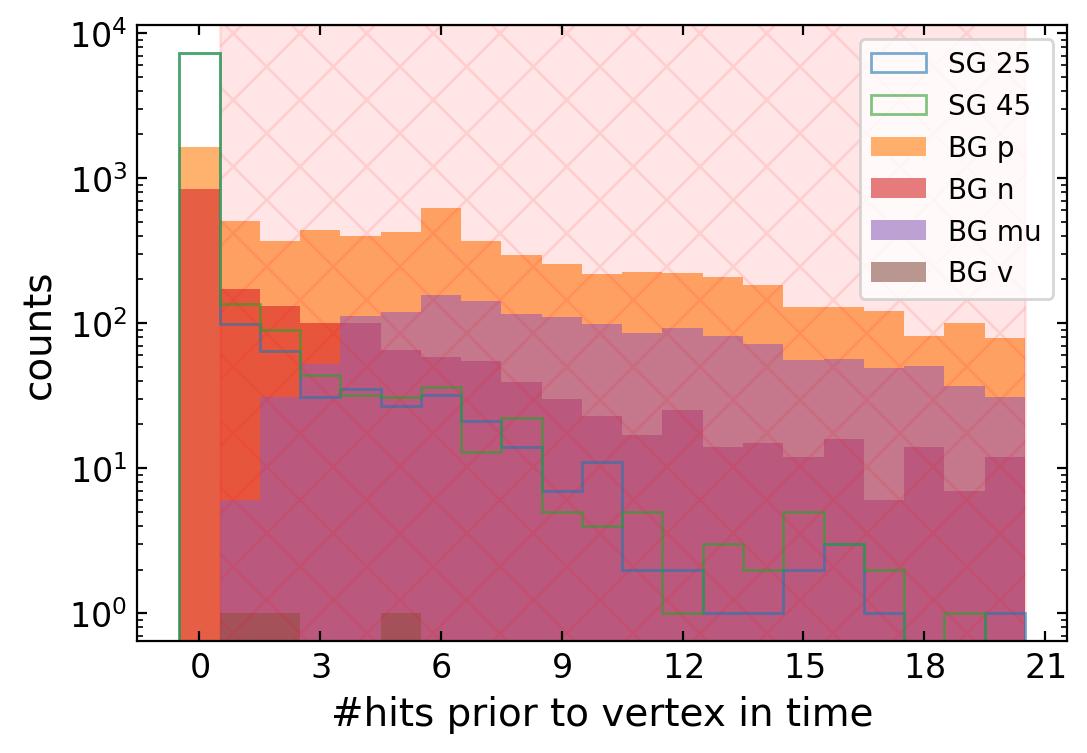 counts
10⁴
10³
10²
10¹
10⁰
SG 25
SG 45
BG p
BG n
BG mu
BG v
0 3 6 9 12 15 18 21
#hits prior to vertex in time